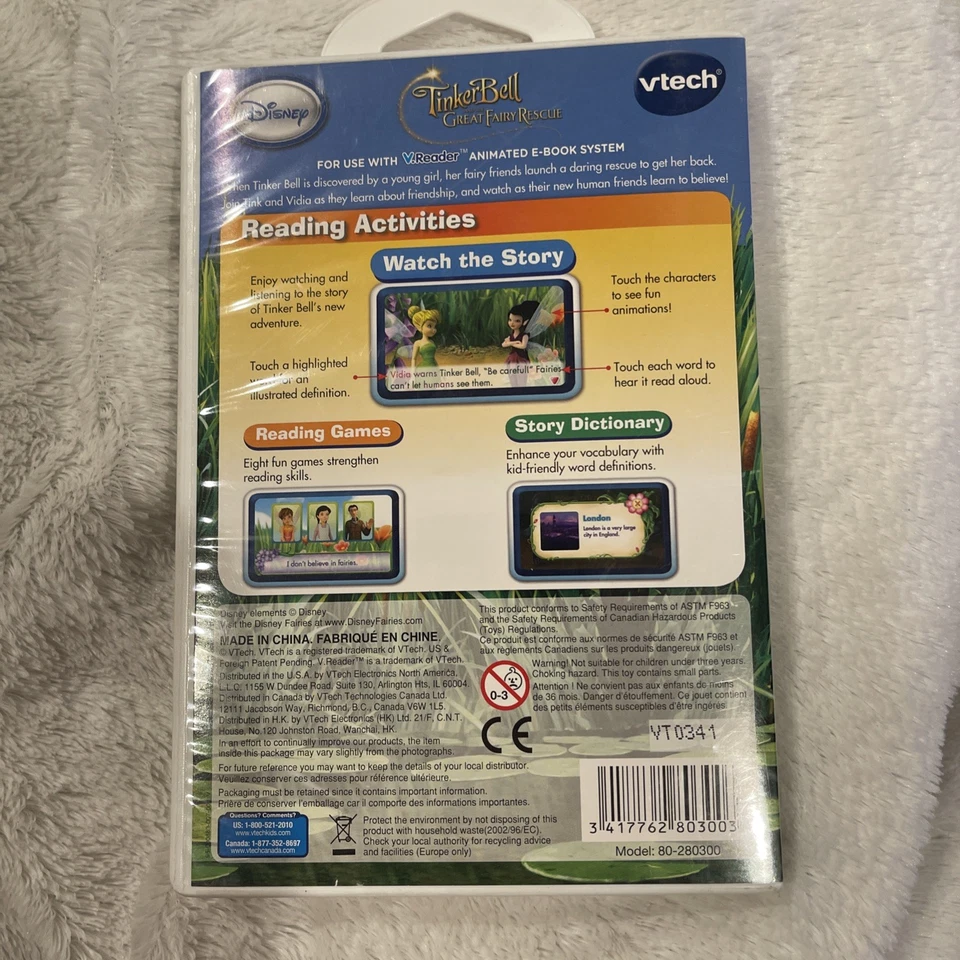 Disney
TinkerBell
GREAT FAIRY RESCUE
vtech®
FOR USE WITH V.Reader™ ANIMATED E-BOOK SYSTEM
Tinker Bell is discovered by a young girl, her fairy friends launch a daring rescue to get her back.
Join Tink and Vidia as they learn about friendship, and watch as their new human friends learn to believe!
Reading Activities
Watch the Story
Enjoy watching and
listening to the story
of Tinker Bell's new
adventure.
Touch the characters
to see fun
animations!
Touch a highlighted
for an
illustrated definition.
Vidia warns Tinker Bell, "Be careful!" Fairies
can't let humans see them.
Touch each word to
hear it read aloud.
Reading Games
Eight fun games strengthen
reading skills.
I don't believe in fairies.
Story Dictionary
Enhance your vocabulary with
kid-friendly word definitions.
London
London is a very large
city in England.
Disney elements © Disney
Visit the Disney Fairies at www.DisneyFairies.com
MADE IN CHINA. FABRIQUÉ EN CHINE.
© VTech. VTech is a registered trademark of VTech. US &
Foreign Patent Pending. V.Reader™ is a trademark of VTech.
Distributed in the U.S.A. by VTech Electronics North America,
L.L.C. 1155 W Dundee Road, Suite 130, Arlington Hts, IL 60004
Distributed in Canada by VTech Technologies Canada Ltd.
12111 Jacobson Way, Richmond, B.C., Canada V6W 1L5.
Distributed in H.K. by VTech Electronics (HK) Ltd. 21/F, C.N.T.
House, No.120 Johnston Road, Wanchai, HK
In an effort to continually improve our products, the item
inside this package may vary slightly from the photographs.
For future reference you may want to keep the details of your local distributor.
Veuillez conserver ces adresses pour référence ultérieure.
Packaging must be retained since it contains important information.
Prière de conserver l'emballage car il comporte des informations importantes.
This product conforms to Safety Requirements of ASTM F963
and the Safety Requirements of Canadian Hazardous Products
(Toys) Regulations.
Ce produit est conforme aux normes de sécurité ASTM F963 et
aux règlements Canadiens sur les produits dangereux (jouets).
0-3
Warning! Not suitable for children under three years.
Choking hazard. This toy contains small parts.
Attention ! Ne convient pas aux enfants de moins
de 36 mois. Danger d'étouffement. Ce jouet contient
des petits éléments susceptibles d'être ingérés.
CE
VT0341
Questions? Comments?
US: 1-800-521-2010
www.vtechkids.com
Canada: 1-877-352-8697
www.vtechcanada.com
Protect the environment by not disposing of this
product with household waste(2002/96/EC).
Check your local authority for recycling advice
and facilities (Europe only)
3 417762 803003
Model: 80-280300